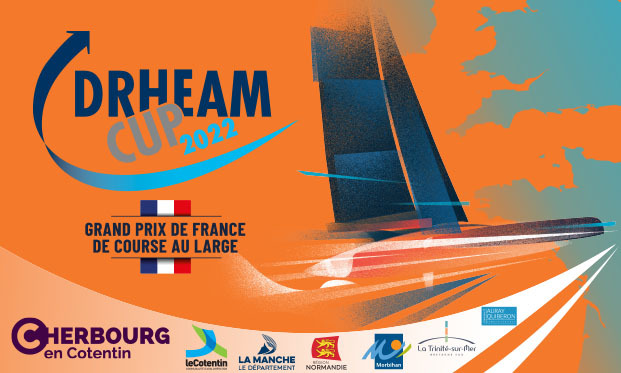 DRHEAM
CUP 2022
GRAND PRIX DE FRANCE
DE COURSE AU LARGE
CHERBOURG
en Cotentin
leCotentin
LA MANCHE
LE DÉPARTEMENT
RÉGION
NORMANDIE
Morbihan
La Trinité-sur-Mer
AURAY
QUIBERON